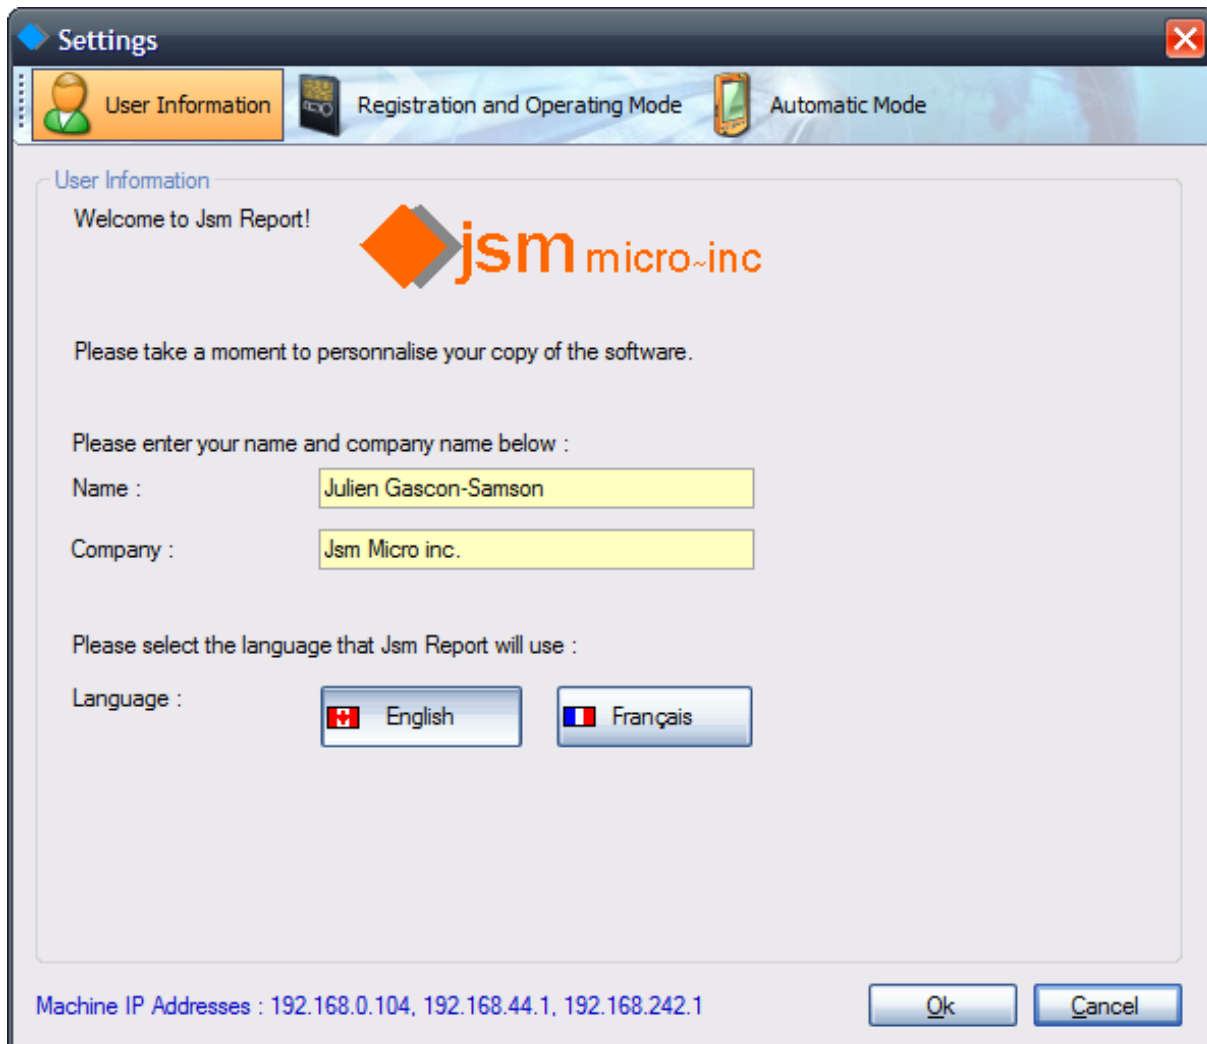 Settings
User Information
Registration and Operating Mode
Automatic Mode
User Information
Welcome to Jsm Report!
jsm micro~inc
Please take a moment to personnalise your copy of the software.
Please enter your name and company name below :
Name :
Julien Gascon-Samson
Company :
Jsm Micro inc.
Please select the language that Jsm Report will use :
Language :
English
Français
Machine IP Addresses : 192.168.0.104, 192.168.44.1, 192.168.242.1
Ok
Cancel